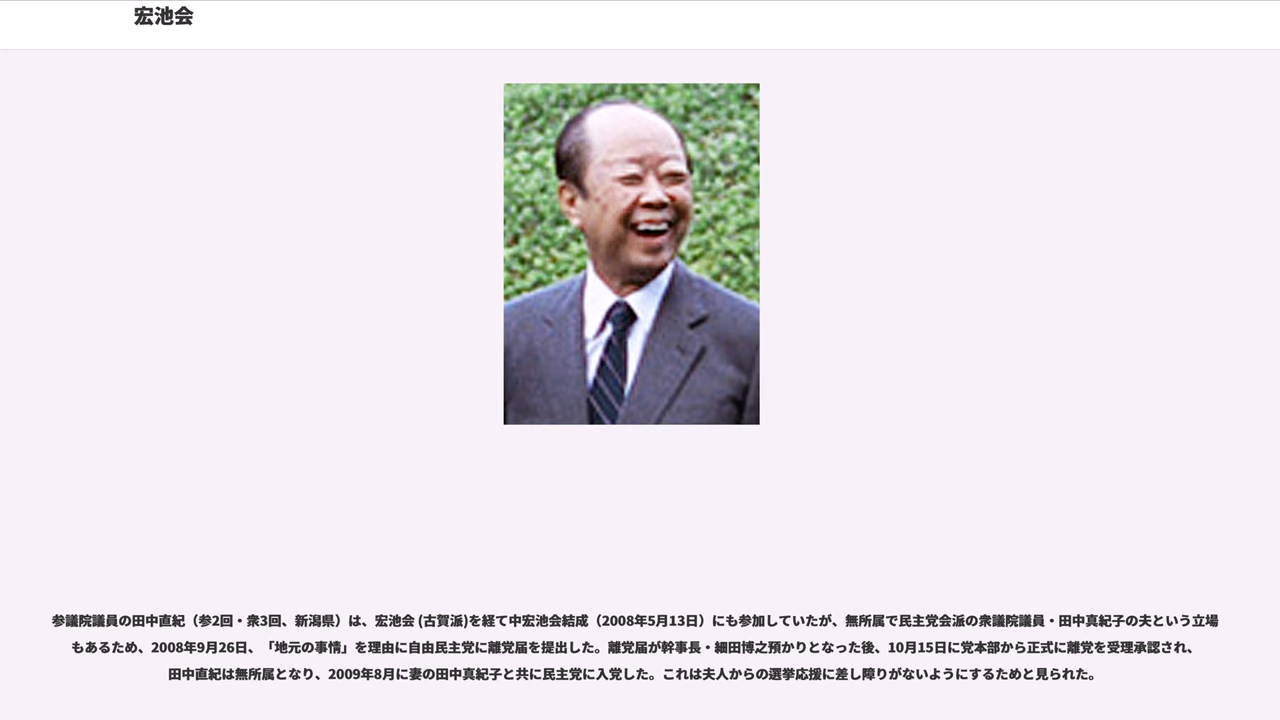 宏池会
参議院議員の田中直紀（参2回・衆3回、新潟県）は、宏池会 (古賀派)を経て中宏池会結成（2008年5月13日）にも参加していたが、無所属で民主党会派の衆議院議員・田中真紀子の夫という立場
もあるため、2008年9月26日、「地元の事情」を理由に自由民主党に離党届を提出した。離党届が幹事長・細田博之預かりとなった後、10月15日に党本部から正式に離党を受理承認され、
田中直紀は無所属となり、2009年8月に妻の田中真紀子と共に民主党に入党した。これは夫人からの選挙応援に差し障りがないようにするためと見られた。